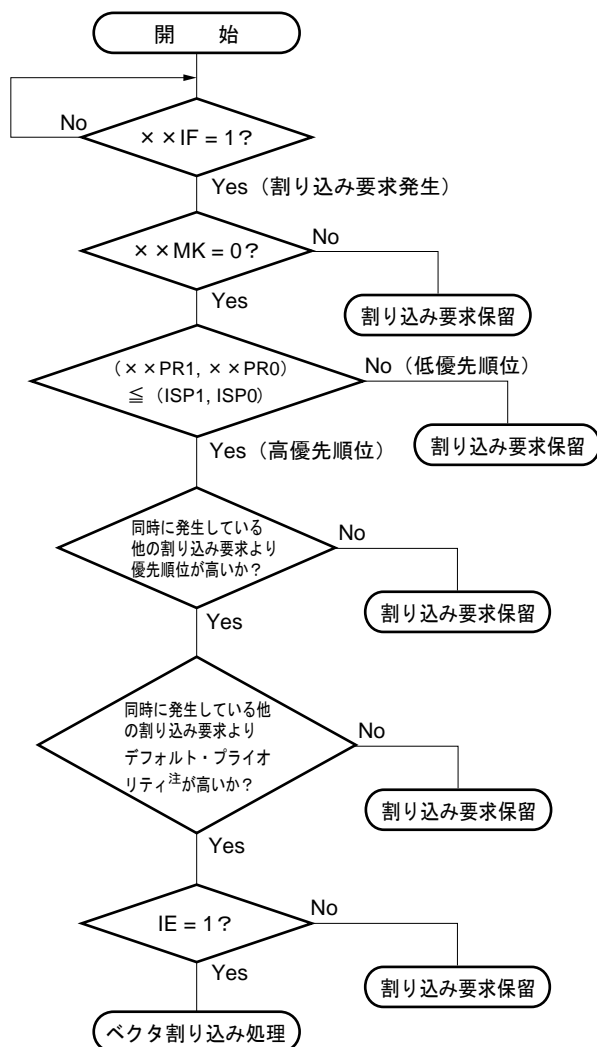 開　始
No
××IF = 1？
Yes（割り込み要求発生）
××MK = 0？
No
Yes
割り込み要求保留
（××PR1, ××PR0）
≦（ISP1, ISP0）
No（低優先順位）
割り込み要求保留
Yes（高優先順位）
同時に発生している
他の割り込み要求より
優先順位が高いか？
No
割り込み要求保留
Yes
同時に発生している他
の割り込み要求より
デフォルト・プライオ
リティ注が高いか？
No
割り込み要求保留
Yes
IE = 1？
No
割り込み要求保留
Yes
ベクタ割り込み処理